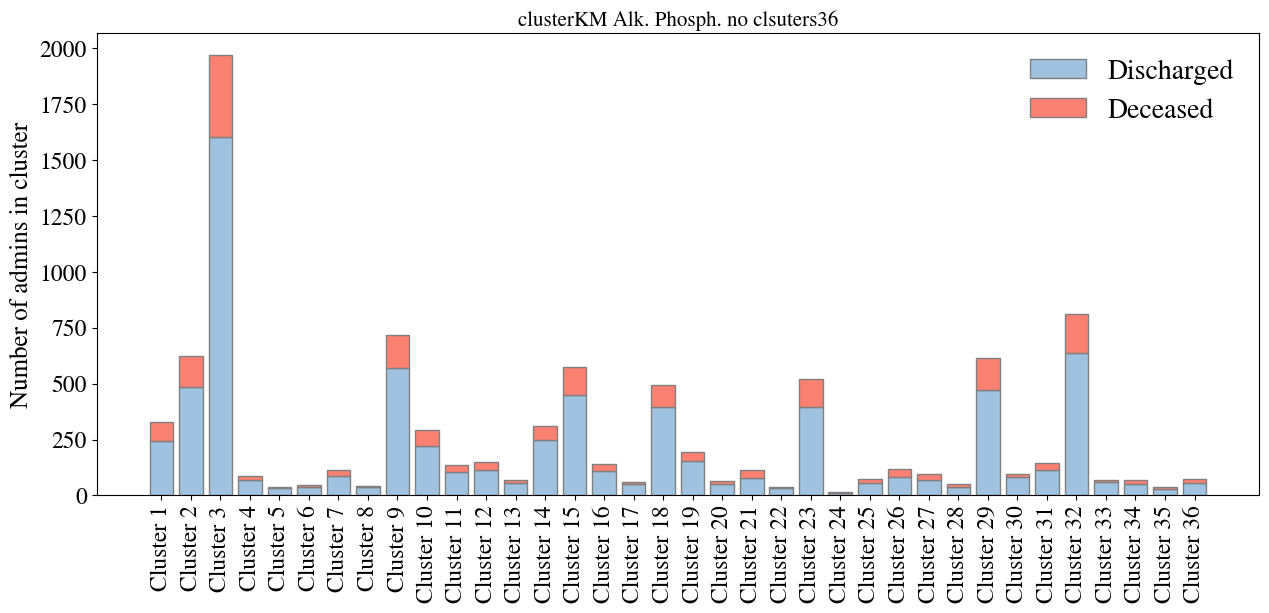 clusterKM Alk. Phosph. no clsuters36
Number of admins in cluster
2000
1750
1500
1250
1000
750
500
250
0
Discharged
Deceased
Cluster 1
Cluster 2
Cluster 3
Cluster 4
Cluster 5
Cluster 6
Cluster 7
Cluster 8
Cluster 9
Cluster 10
Cluster 11
Cluster 12
Cluster 13
Cluster 14
Cluster 15
Cluster 16
Cluster 17
Cluster 18
Cluster 19
Cluster 20
Cluster 21
Cluster 22
Cluster 23
Cluster 24
Cluster 25
Cluster 26
Cluster 27
Cluster 28
Cluster 29
Cluster 30
Cluster 31
Cluster 32
Cluster 33
Cluster 34
Cluster 35
Cluster 36